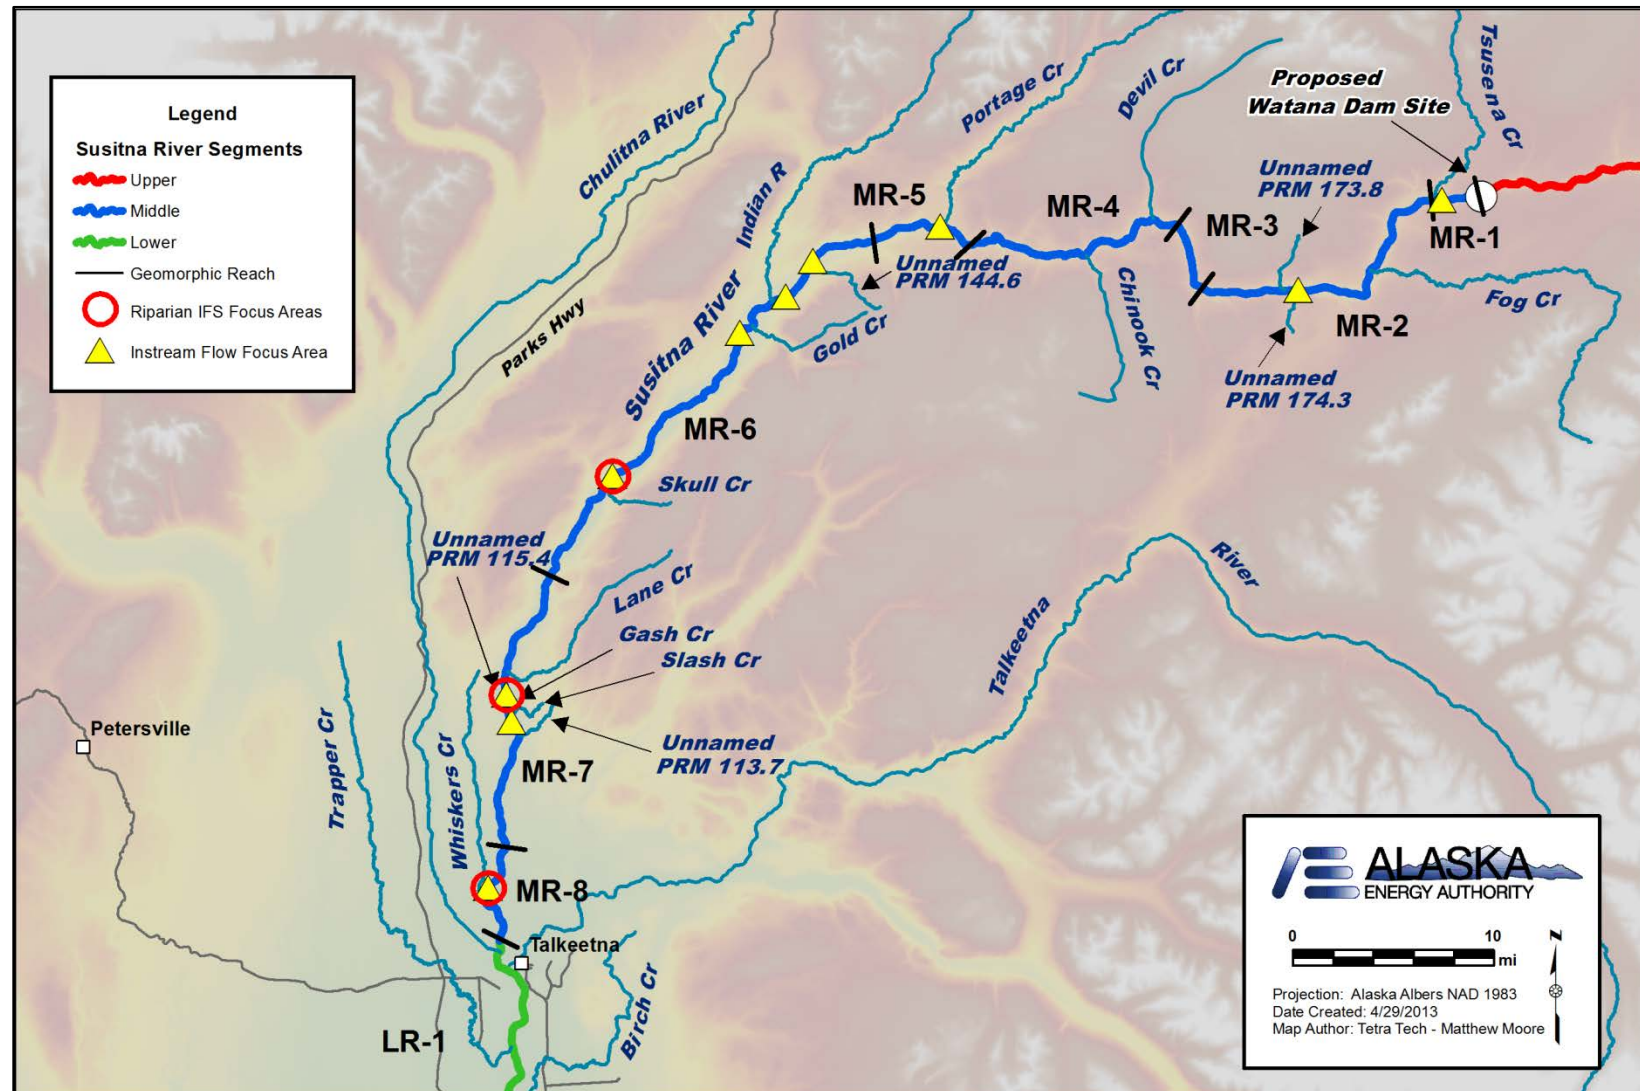 Legend
Susitna River Segments
Upper
Middle
Lower
Geomorphic Reach
Riparian IFS Focus Areas
Instream Flow Focus Area
Chulitna River
Parks Hwy
Susitna River
Indian R
Portage Cr
Devil Cr
Tsusena Cr
Proposed
Watana Dam Site
Unnamed
PRM 173.8
MR-5
MR-4
MR-3
MR-1
Unnamed
PRM 144.6
Gold Cr
Chinook Cr
MR-2
Fog Cr
Unnamed
PRM 174.3
MR-6
Skull Cr
Unnamed
PRM 115.4
Lane Cr
Gash Cr
Slash Cr
Talkeetna
River
Petersville
Trapper Cr
Whiskers Cr
Unnamed
PRM 113.7
MR-7
MR-8
Talkeetna
Birch Cr
LR-1
AE ALASKA
ENERGY AUTHORITY
0 10
mi
N
Projection: Alaska Albers NAD 1983
Date Created: 4/29/2013
Map Author: Tetra Tech - Matthew Moore